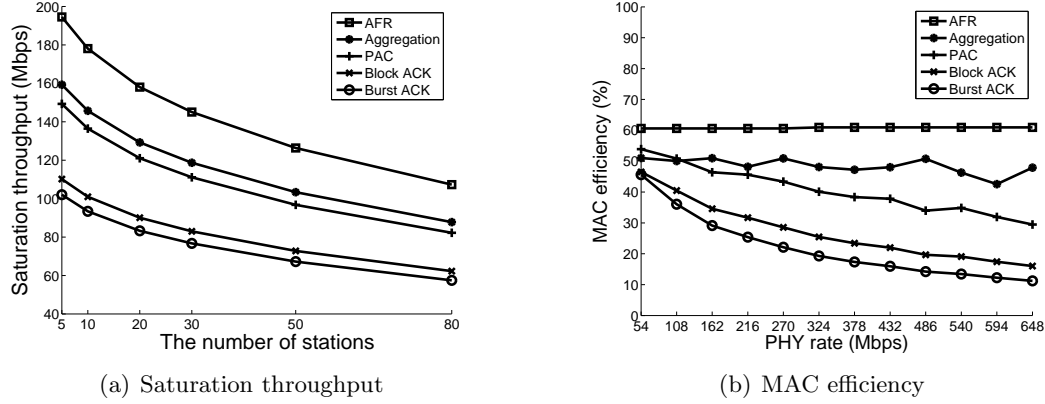 200
180
160
140
120
100
80
60
40
5 10 20 30 50 80
Saturation throughput (Mbps)
The number of stations
AFR
Aggregation
PAC
Block ACK
Burst ACK
(a) Saturation throughput
100
90
80
70
60
50
40
30
20
10
0
54 108 162 216 270 324 378 432 486 540 594 648
MAC efficiency (%)
PHY rate (Mbps)
AFR
Aggregation
PAC
Block ACK
Burst ACK
(b) MAC efficiency